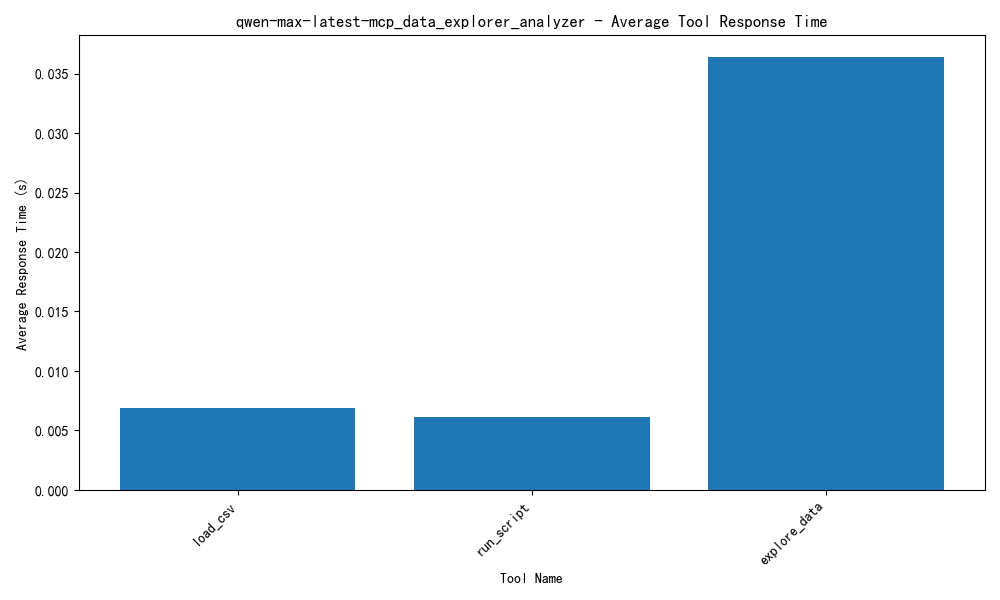 qwen-max-latest-mcp_data_explorer_analyzer - Average Tool Response Time
Average Response Time (s)
0.035
0.030
0.025
0.020
0.015
0.010
0.005
0.000
load_csv
run_script
explore_data
Tool Name